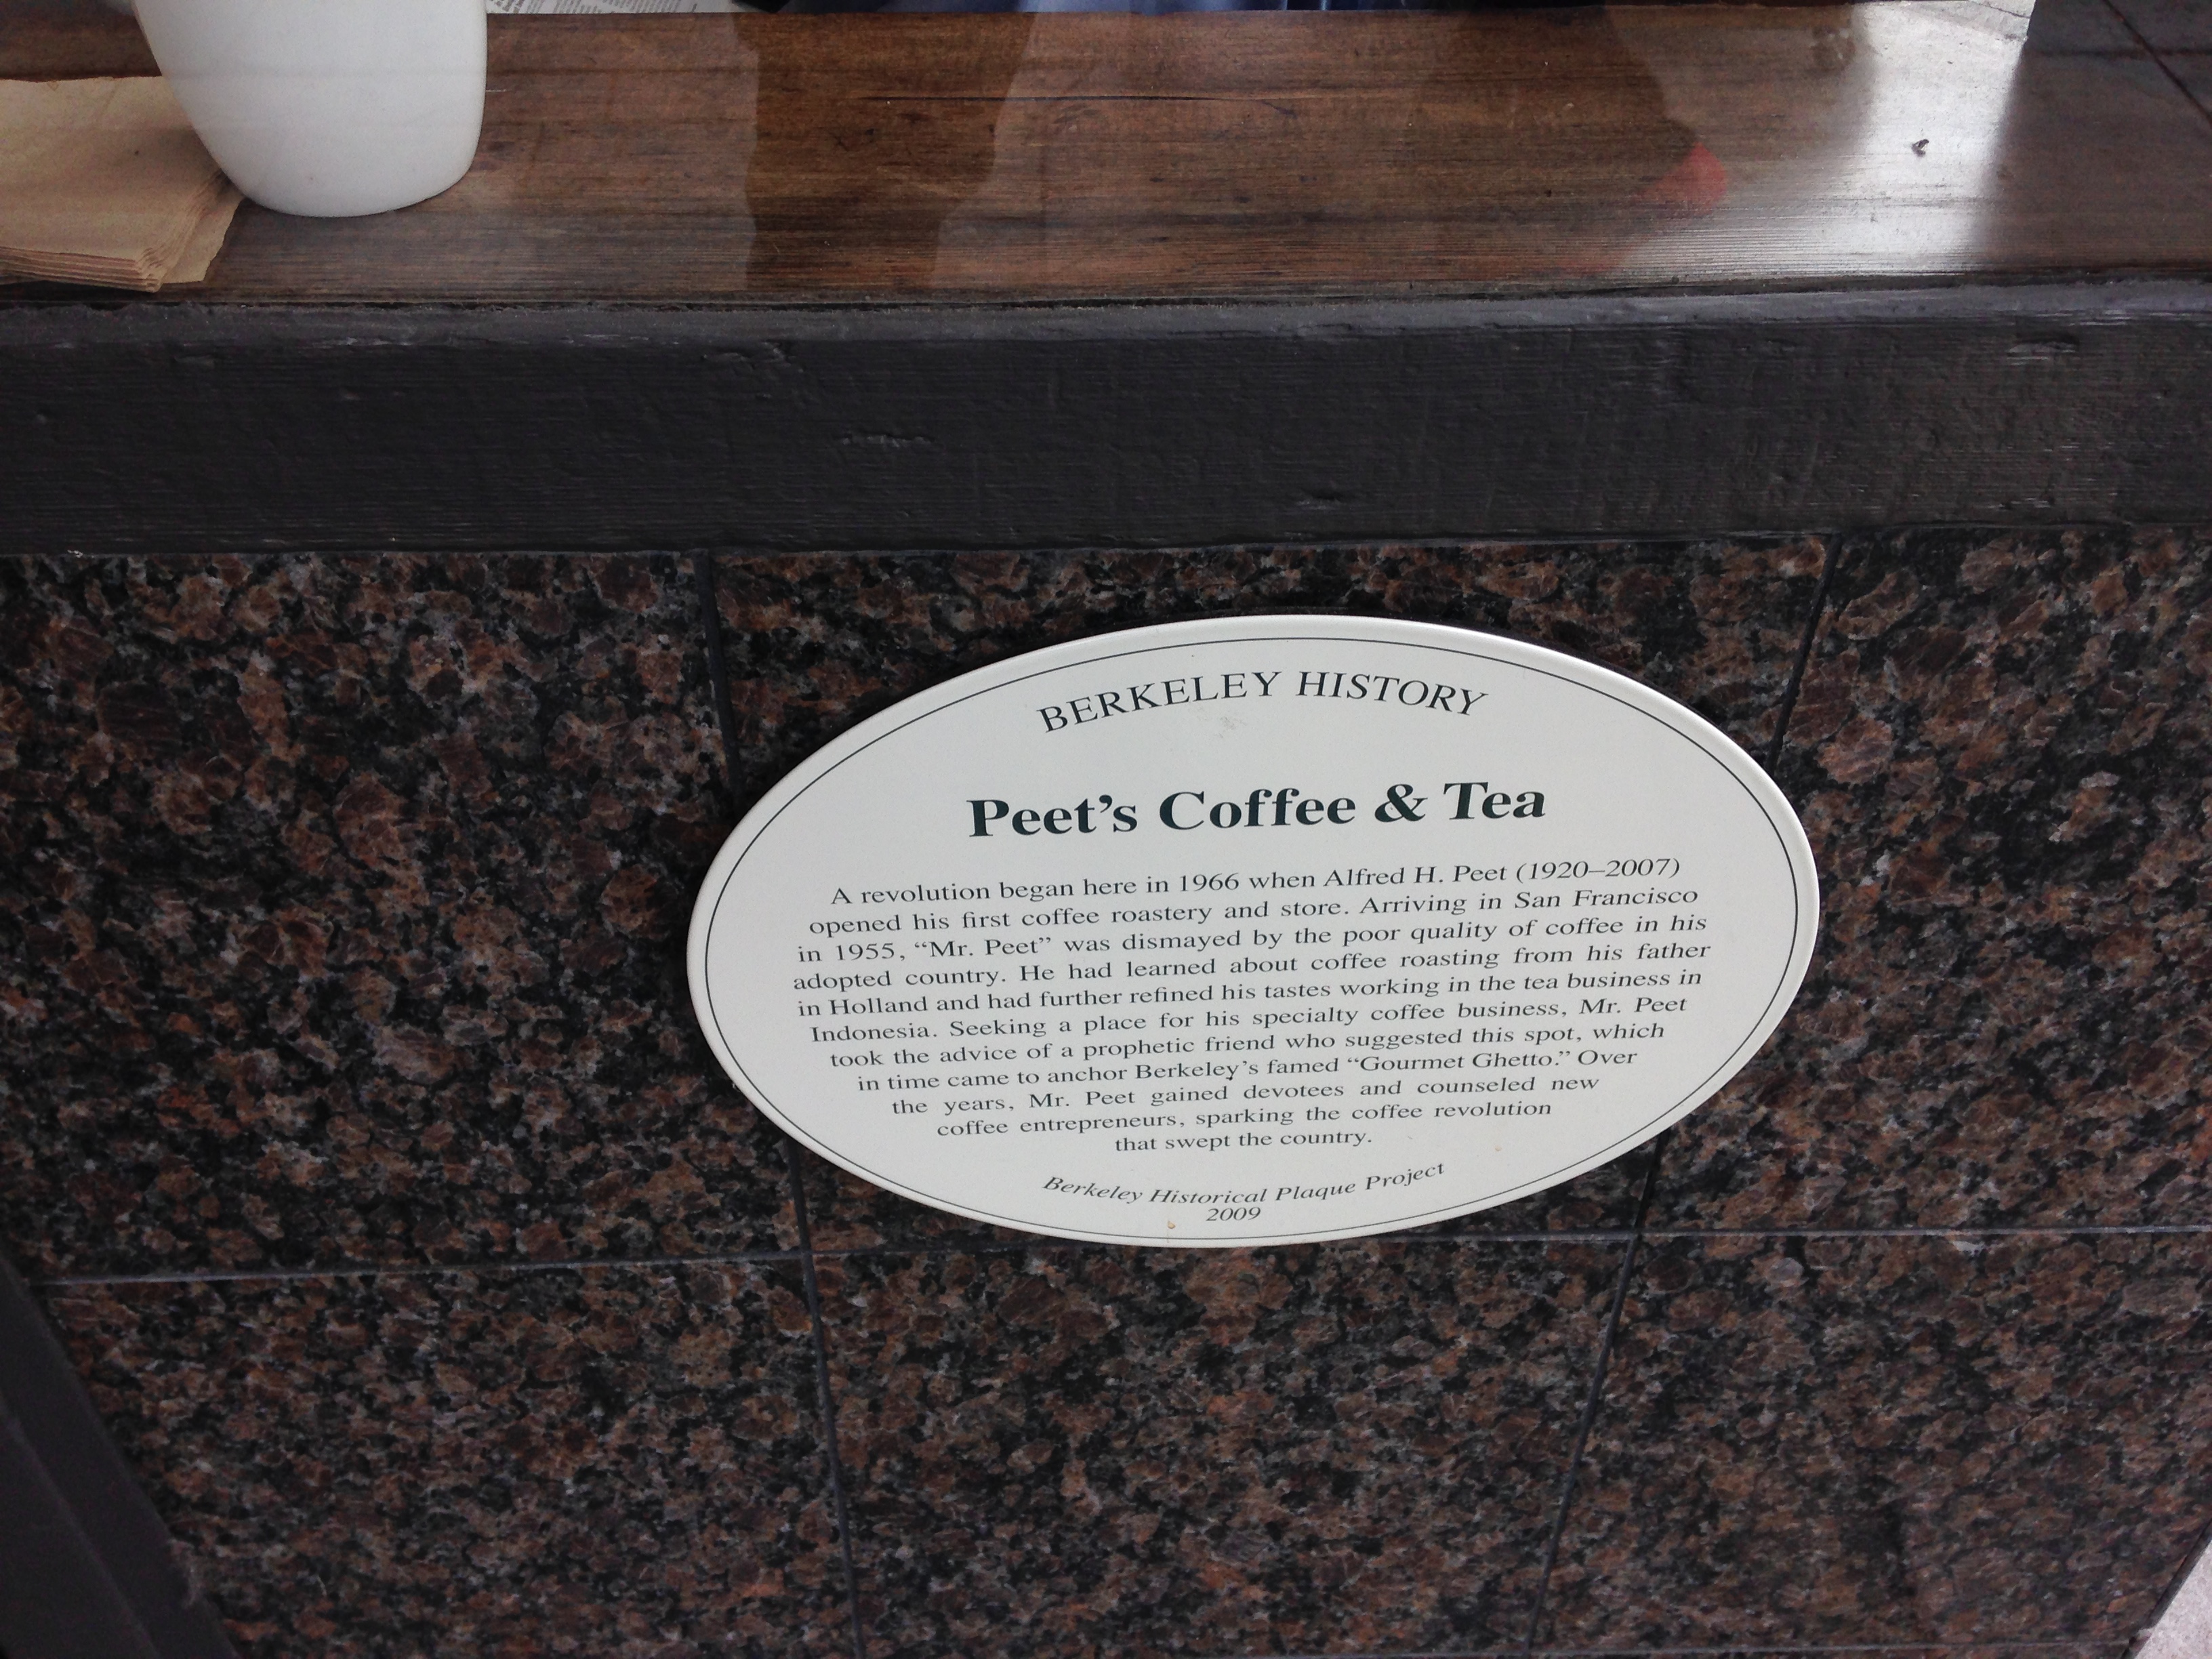 BERKELEY HISTORY
Peet's Coffee & Tea
A revolution began here in 1966 when Alfred H. Peet (1920–2007)
opened his first coffee roastery and store. Arriving in San Francisco
in 1955, “Mr. Peet” was dismayed by the poor quality of coffee in his
adopted country. He had learned about coffee roasting from his father
in Holland and had further refined his tastes working in the tea business in
Indonesia. Seeking a place for his specialty coffee business, Mr. Peet
took the advice of a prophetic friend who suggested this spot, which
in time came to anchor Berkeley's famed “Gourmet Ghetto.” Over
the years, Mr. Peet gained devotees and counseled new
coffee entrepreneurs, sparking the coffee revolution
that swept the country.
Berkeley Historical Plaque Project
2009